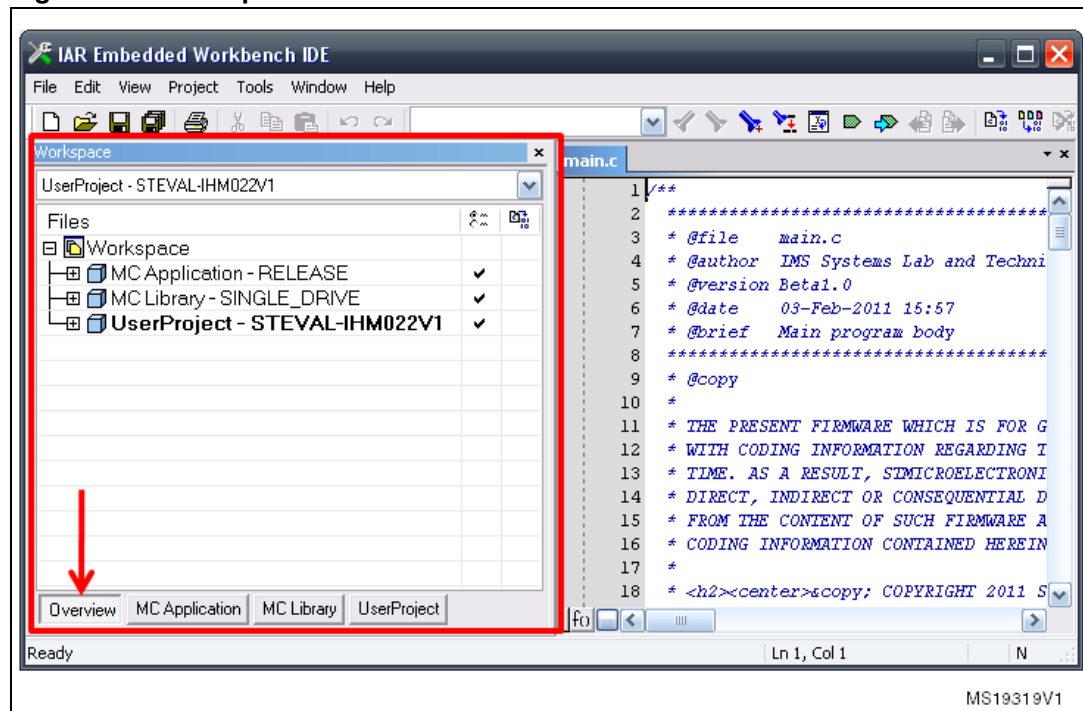 IAR Embedded Workbench IDE
File Edit View Project Tools Window Help
Workspace
UserProject - STEVAL-IHM022V1
Files
Workspace
MC Application - RELEASE
MC Library - SINGLE_DRIVE
UserProject - STEVAL-IHM022V1
Overview MC Application MC Library UserProject
main.c
1 /**
2 *************************************
3 * @file main.c
4 * @author IMS Systems Lab and Techni
5 * @version Beta1.0
6 * @date 03-Feb-2011 15:57
7 * @brief Main program body
8 *************************************
9 * @copy
10 *
11 * THE PRESENT FIRMWARE WHICH IS FOR G
12 * WITH CODING INFORMATION REGARDING T
13 * TIME. AS A RESULT, STMICROELECTRONI
14 * DIRECT, INDIRECT OR CONSEQUENTIAL D
15 * FROM THE CONTENT OF SUCH FIRMWARE A
16 * CODING INFORMATION CONTAINED HEREIN
17 *
18 * <h2><center>&copy; COPYRIGHT 2011 S
Ready Ln 1, Col 1 N
MS19319V1